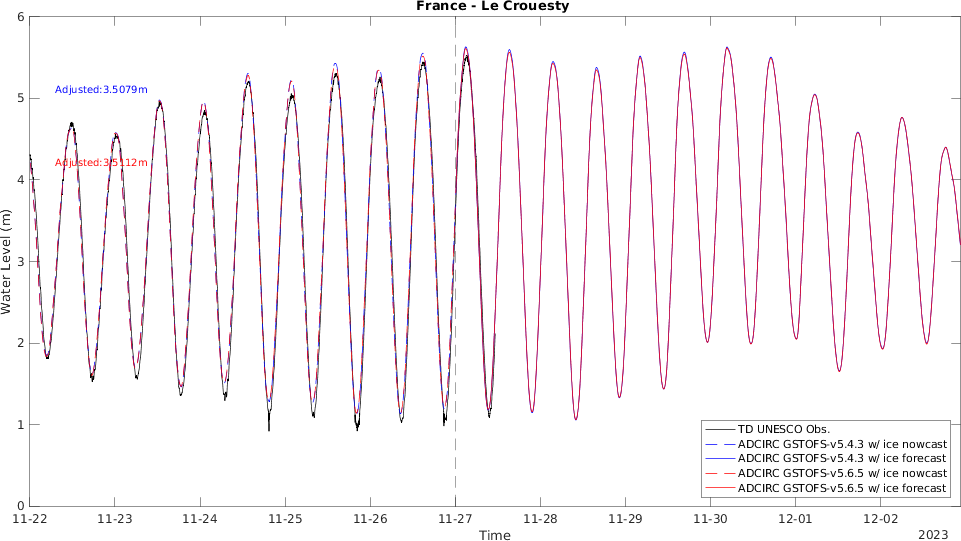 France - Le Crouesty
Water Level (m)
6
5
4
3
2
1
0
Adjusted:3.5079m
Adjusted:3.5112m
TD UNESCO Obs.
ADCIRC GSTOFS-v5.4.3 w/ ice nowcast
ADCIRC GSTOFS-v5.4.3 w/ ice forecast
ADCIRC GSTOFS-v5.6.5 w/ ice nowcast
ADCIRC GSTOFS-v5.6.5 w/ ice forecast
11-22 11-23 11-24 11-25 11-26 11-27 11-28 11-29 11-30 12-01 12-02
Time
2023